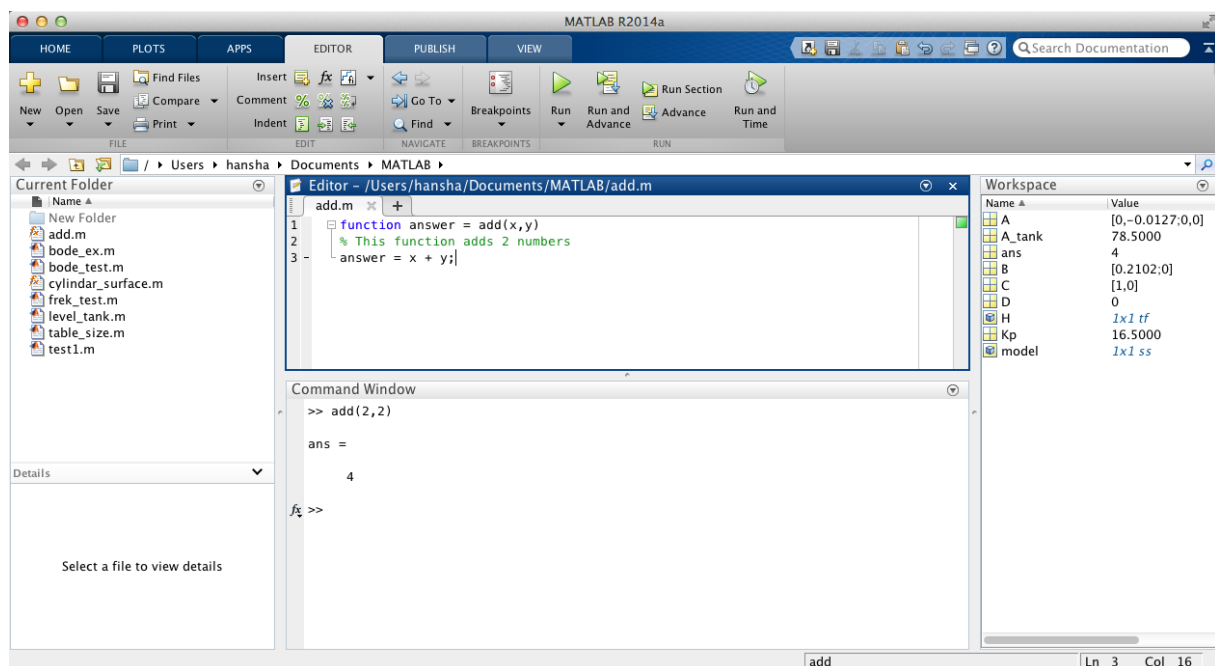 MATLAB R2014a
HOME PLOTS APPS EDITOR PUBLISH VIEW
Search Documentation
New
Open
Save
Find Files
Compare
Print
FILE
Insert fx
Comment
Indent
EDIT
Go To
Find
NAVIGATE
Breakpoints
BREAKPOINTS
Run
Run and
Advance
Run Section
Advance
Run and
Time
RUN
/ Users hansha Documents MATLAB
Current Folder
Name
New Folder
add.m
bode_ex.m
bode_test.m
cylindar_surface.m
frek_test.m
level_tank.m
table_size.m
test1.m
Details
Select a file to view details
Editor – /Users/hansha/Documents/MATLAB/add.m
add.m × +
1 function answer = add(x,y)
2 % This function adds 2 numbers
3 – answer = x + y;
Command Window
>> add(2,2)
ans =
4
fx >>
Workspace
Name Value
A [0,-0.0127;0,0]
A_tank 78.5000
ans 4
B [0.2102;0]
C [1,0]
D 0
H 1x1 tf
Kp 16.5000
model 1x1 ss
add
Ln 3 Col 16